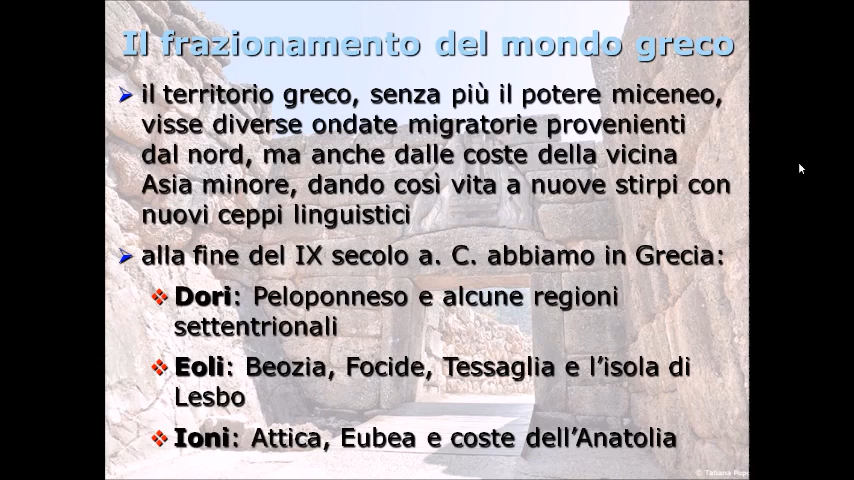 Il frazionamento del mondo greco
il territorio greco, senza più il potere miceneo,
visse diverse ondate migratorie provenienti
dal nord, ma anche dalle coste della vicina
Asia minore, dando così vita a nuove stirpi con
nuovi ceppi linguistici
alla fine del IX secolo a. C. abbiamo in Grecia:
Dori: Peloponneso e alcune regioni
settentrionali
Eoli: Beozia, Focide, Tessaglia e l’isola di
Lesbo
Ioni: Attica, Eubea e coste dell’Anatolia
© Tatiana